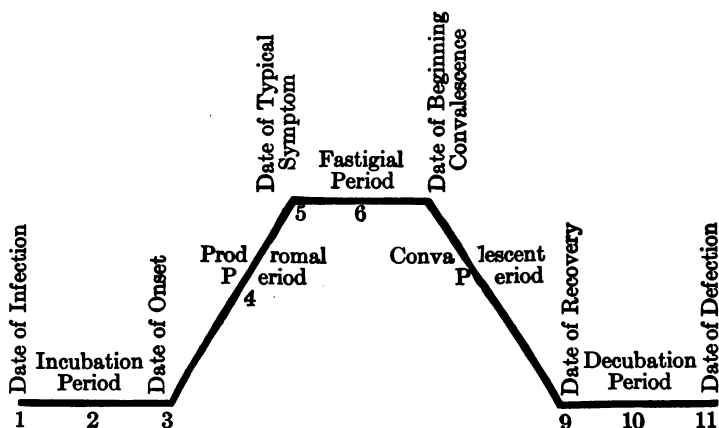 Date of Infection
Incubation
Period
Date of Onset
1
2
3
Prodromal
Period
4
Date of Typical
Symptom
5
Fastigial
Period
6
Date of Beginning
Convalescence
Convalescent
Period
Date of Recovery
9
Decubation
Period
10
Date of Defection
11